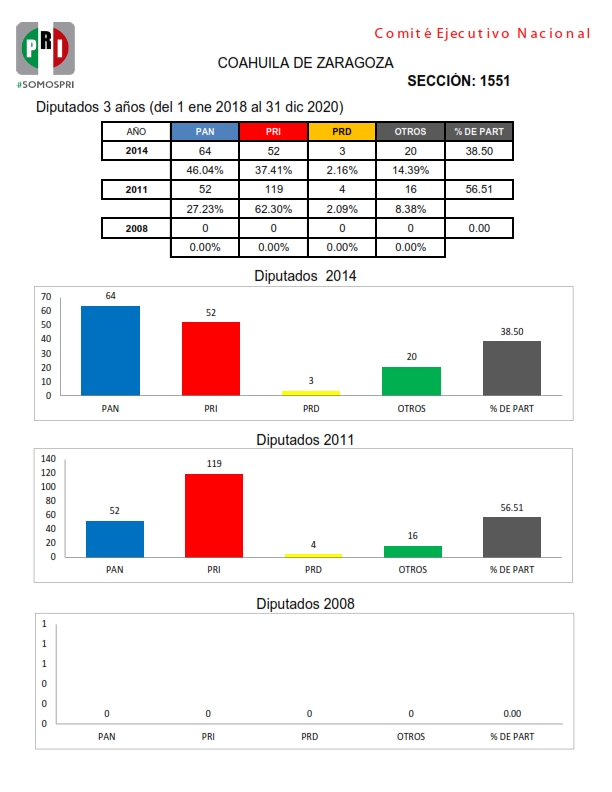 Comité Ejecutivo Nacional
PRI
#SOMOSPRI
COAHUILA DE ZARAGOZA
SECCIÓN: 1551
Diputados 3 años (del 1 ene 2018 al 31 dic 2020)
AÑO PAN PRI PRD OTROS % DE PART
2014 64 52 3 20 38.50
46.04% 37.41% 2.16% 14.39%
2011 52 119 4 16 56.51
27.23% 62.30% 2.09% 8.38%
2008 0 0 0 0 0.00
0.00% 0.00% 0.00% 0.00%
Diputados 2014
70
60
50
40
30
20
10
0
64 52 3 20 38.50
PAN PRI PRD OTROS % DE PART
Diputados 2011
140
120
100
80
60
40
20
0
52 119 4 16 56.51
PAN PRI PRD OTROS % DE PART
Diputados 2008
1
1
1
0
0
0
0 0 0 0 0.00
PAN PRI PRD OTROS % DE PART